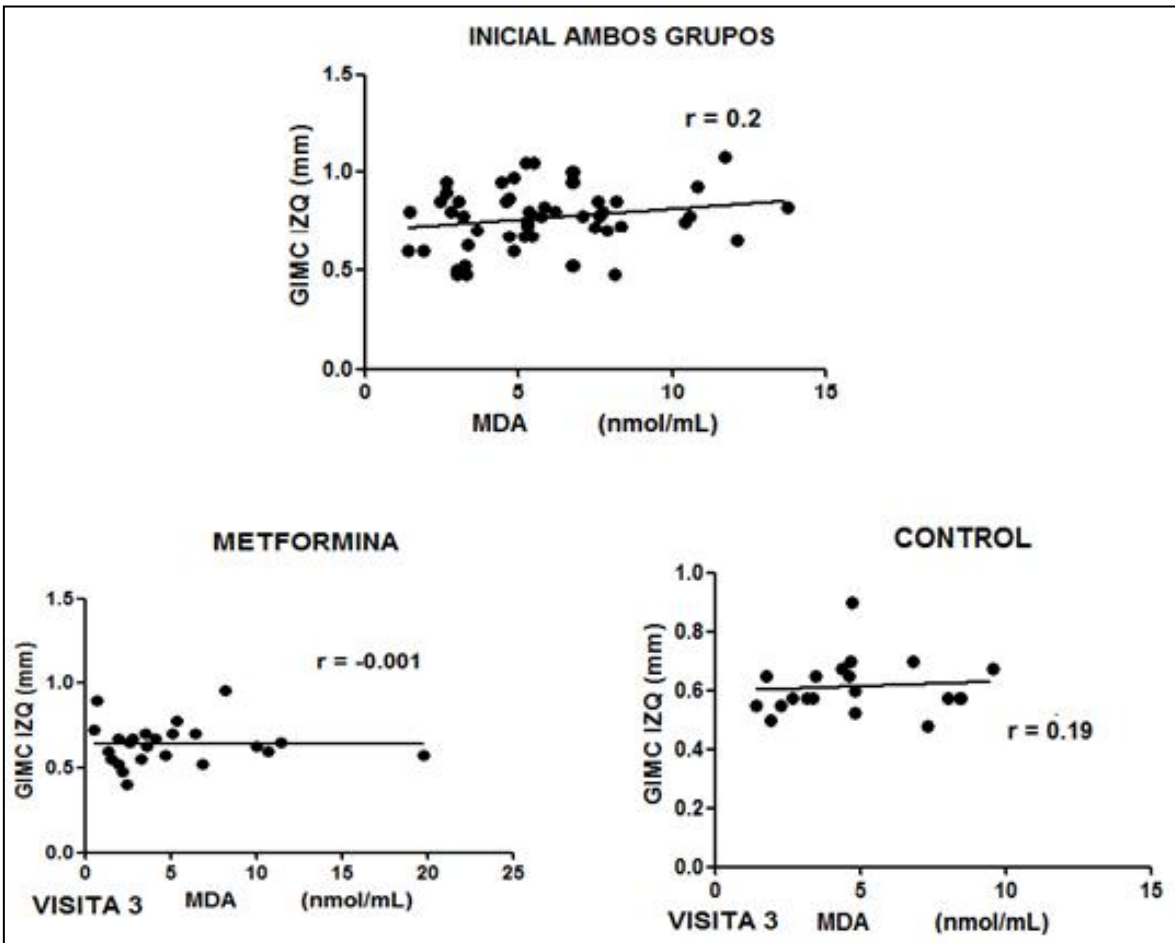 INICIAL AMBOS GRUPOS
1.5
r = 0.2
GIMC IZQ (mm)
1.0
0.5
0.0
0 5 10 15
MDA (nmol/mL)
METFORMINA
1.5
r = -0.001
GIMC IZQ (mm)
1.0
0.5
0.0
0 5 10 15 20 25
VISITA 3 MDA (nmol/mL)
CONTROL
1.0
0.8
GIMC IZQ (mm)
0.6
r = 0.19
0.4
0.2
0.0
0 5 10 15
VISITA 3 MDA (nmol/mL)